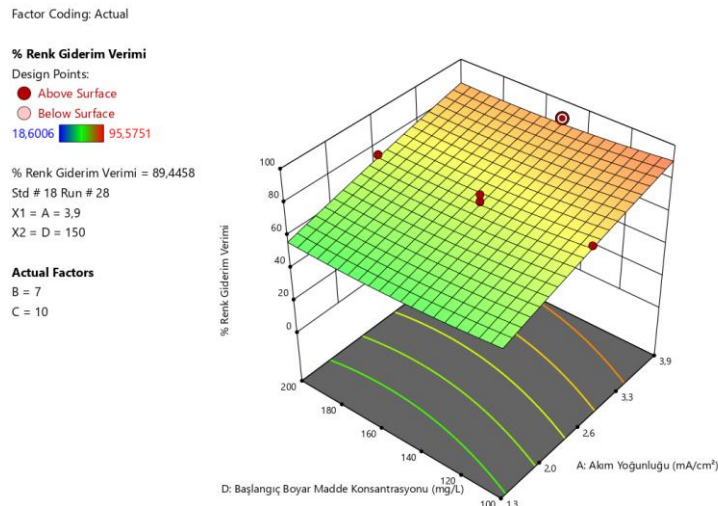 Factor Coding: Actual
% Renk Giderim Verimi
Design Points:
Above Surface
Below Surface
18,6006 95,5751
% Renk Giderim Verimi = 89,4458
Std # 18 Run # 28
X1 = A = 3,9
X2 = D = 150
Actual Factors
B = 7
C = 10
% Renk Giderim Verimi
100
80
60
40
20
0
200
180
160
140
120
100
1,3
2,0
2,6
3,3
3,9
D: Başlangıç Boyar Madde Konsantrasyonu (mg/L)
A: Akım Yoğunluğu (mA/cm²)